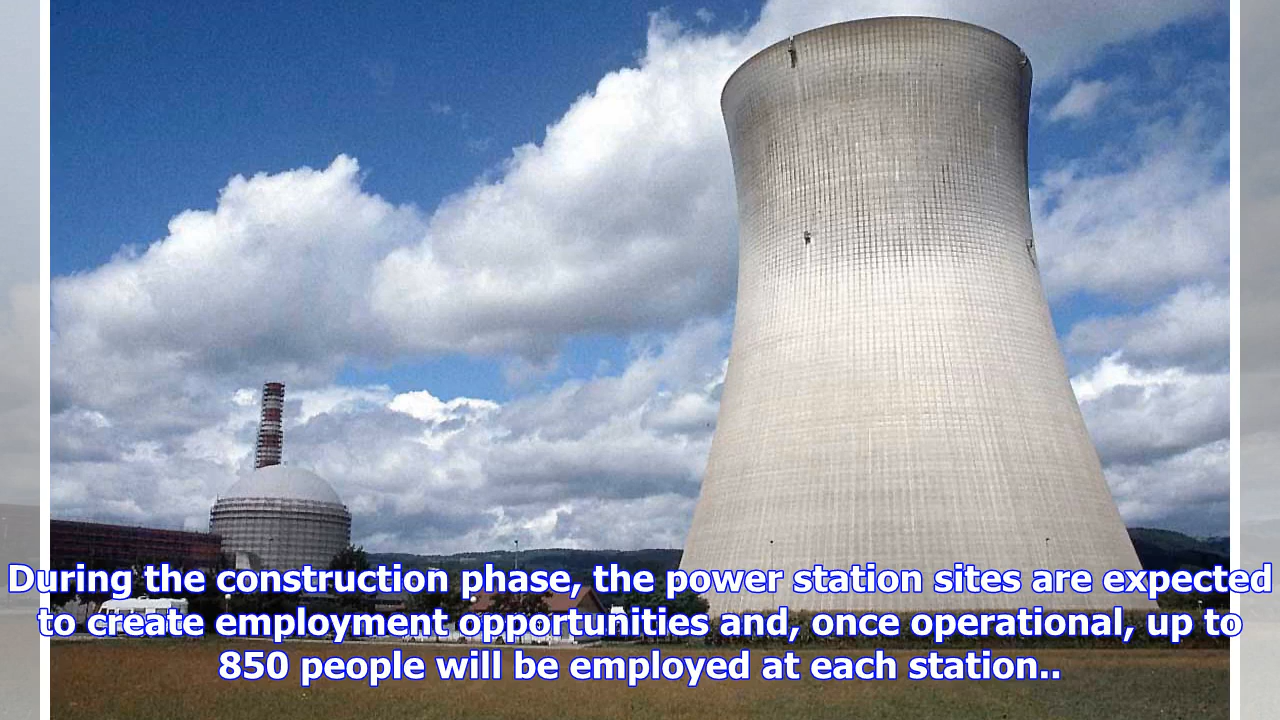 During the construction phase, the power station sites are expected
to create employment opportunities and, once operational, up to
850 people will be employed at each station..